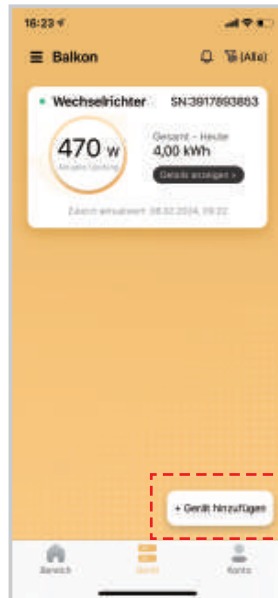 16:23
Balkon
(Alle)
Wechselrichter SN:3917893853
470 W
Gesamt - Heute
4,00 kWh
Details anzeigen >
+ Gerät hinzufügen
Bereich
Gerät
Konto